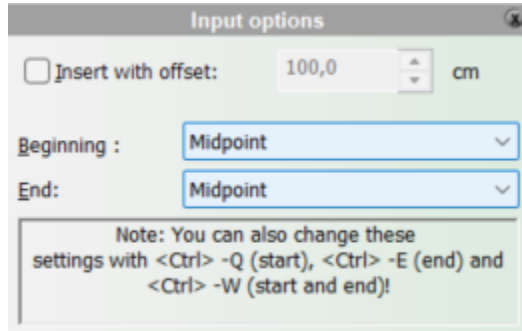 Input options
Insert with offset: 100,0 cm
Beginning : Midpoint
End: Midpoint
Note: You can also change these
settings with <Ctrl> -Q (start), <Ctrl> -E (end) and
<Ctrl> -W (start and end)!